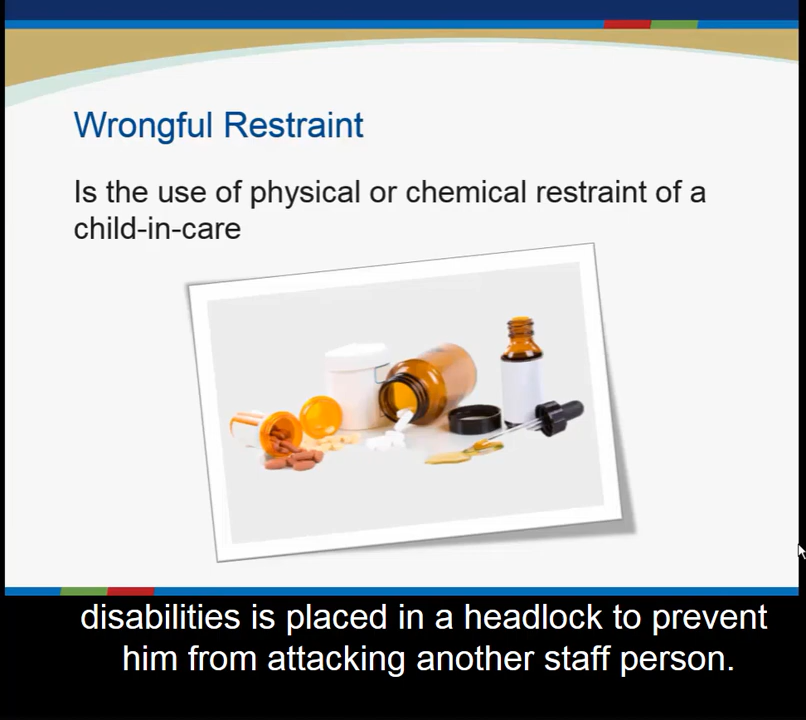 Wrongful Restraint
Is the use of physical or chemical restraint of a
child-in-care
disabilities is placed in a headlock to prevent
him from attacking another staff person.